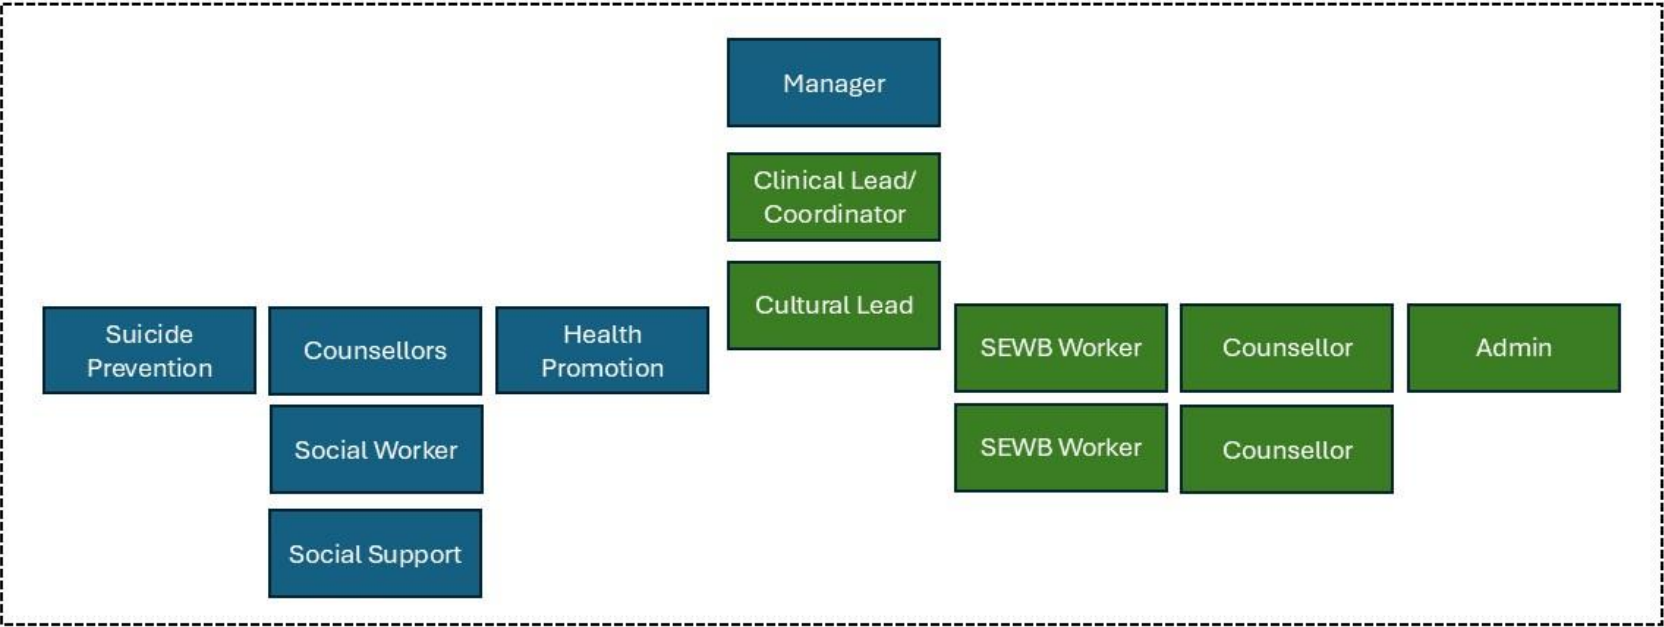 Manager
Clinical Lead/
Coordinator
Cultural Lead
Suicide
Prevention
Counsellors
Health
Promotion
SEWB Worker
Counsellor
Admin
Social Worker
SEWB Worker
Counsellor
Social Support